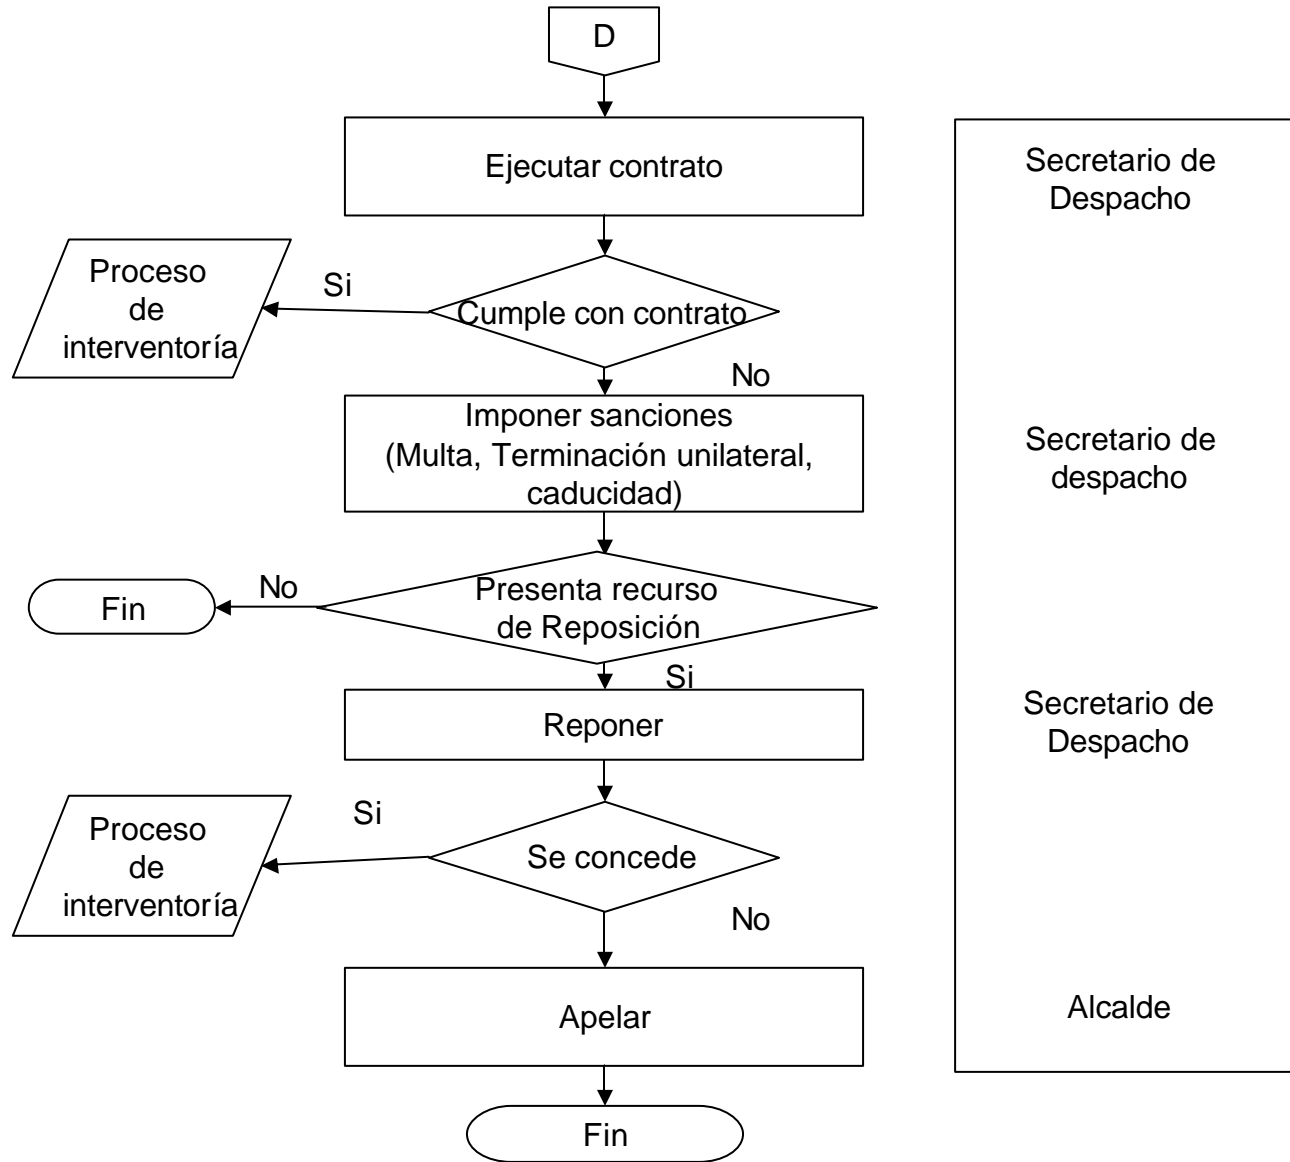 D
Ejecutar contrato
Secretario de
Despacho
Proceso
de
interventoría
Si
Cumple con contrato
No
Imponer sanciones
(Multa, Terminación unilateral,
caducidad)
Secretario de
despacho
Fin
No
Presenta recurso
de Reposición
Si
Reponer
Secretario de
Despacho
Proceso
de
interventoría
Si
Se concede
No
Apelar
Alcalde
Fin